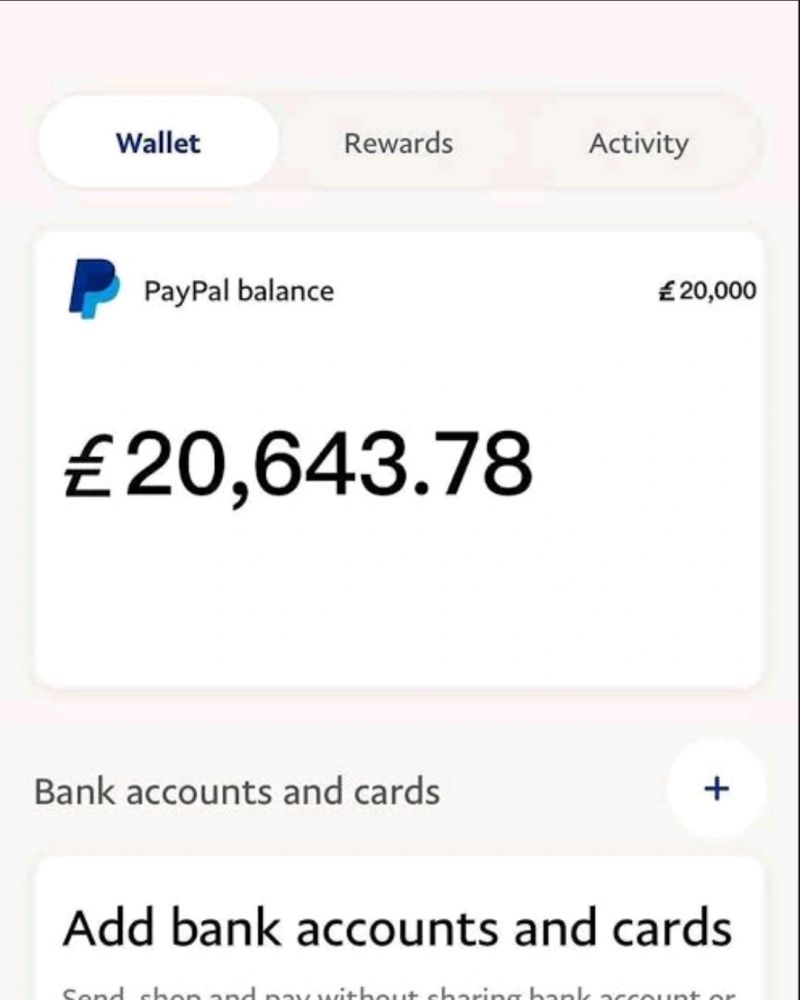 Wallet Rewards Activity
PayPal balance £20,000
£20,643.78
Bank accounts and cards +
Add bank accounts and cards
Send, shop and pay without sharing bank account or